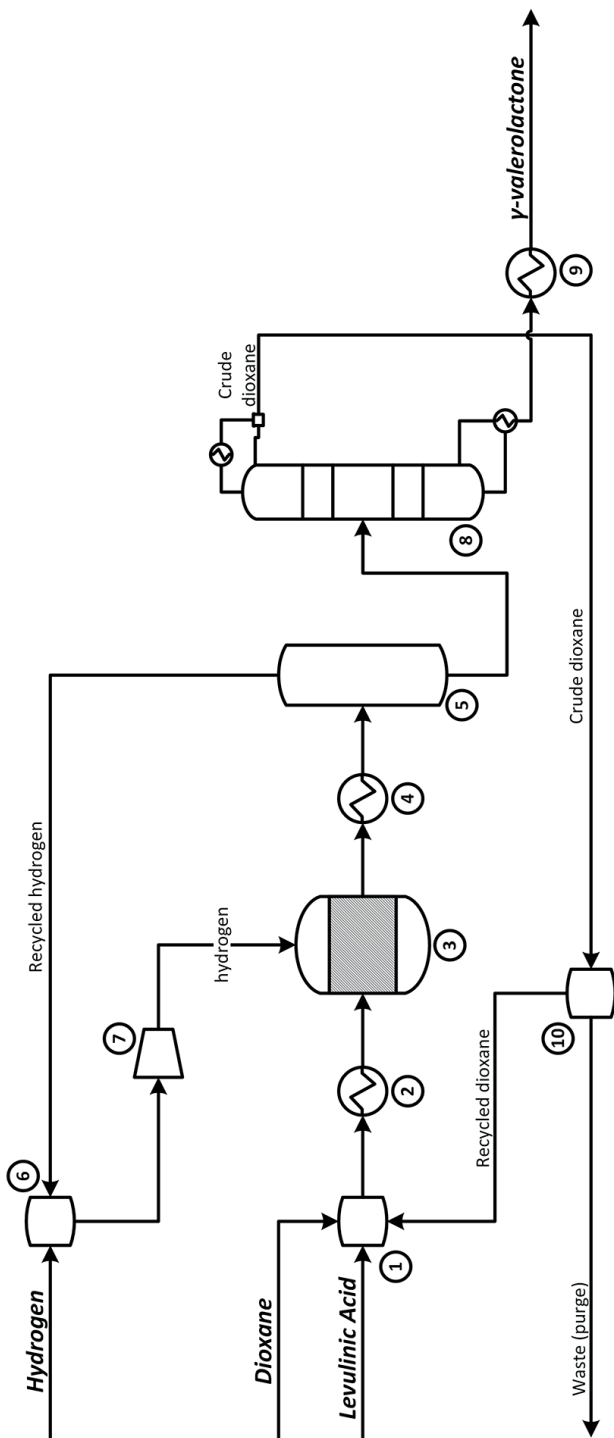 Hydrogen
6
Recycled hydrogen
7
hydrogen
Dioxane
Levulinic Acid
1
2
3
4
5
8
Crude
dioxane
9
γ-valerolactone
Recycled dioxane
10
Crude dioxane
Waste (purge)